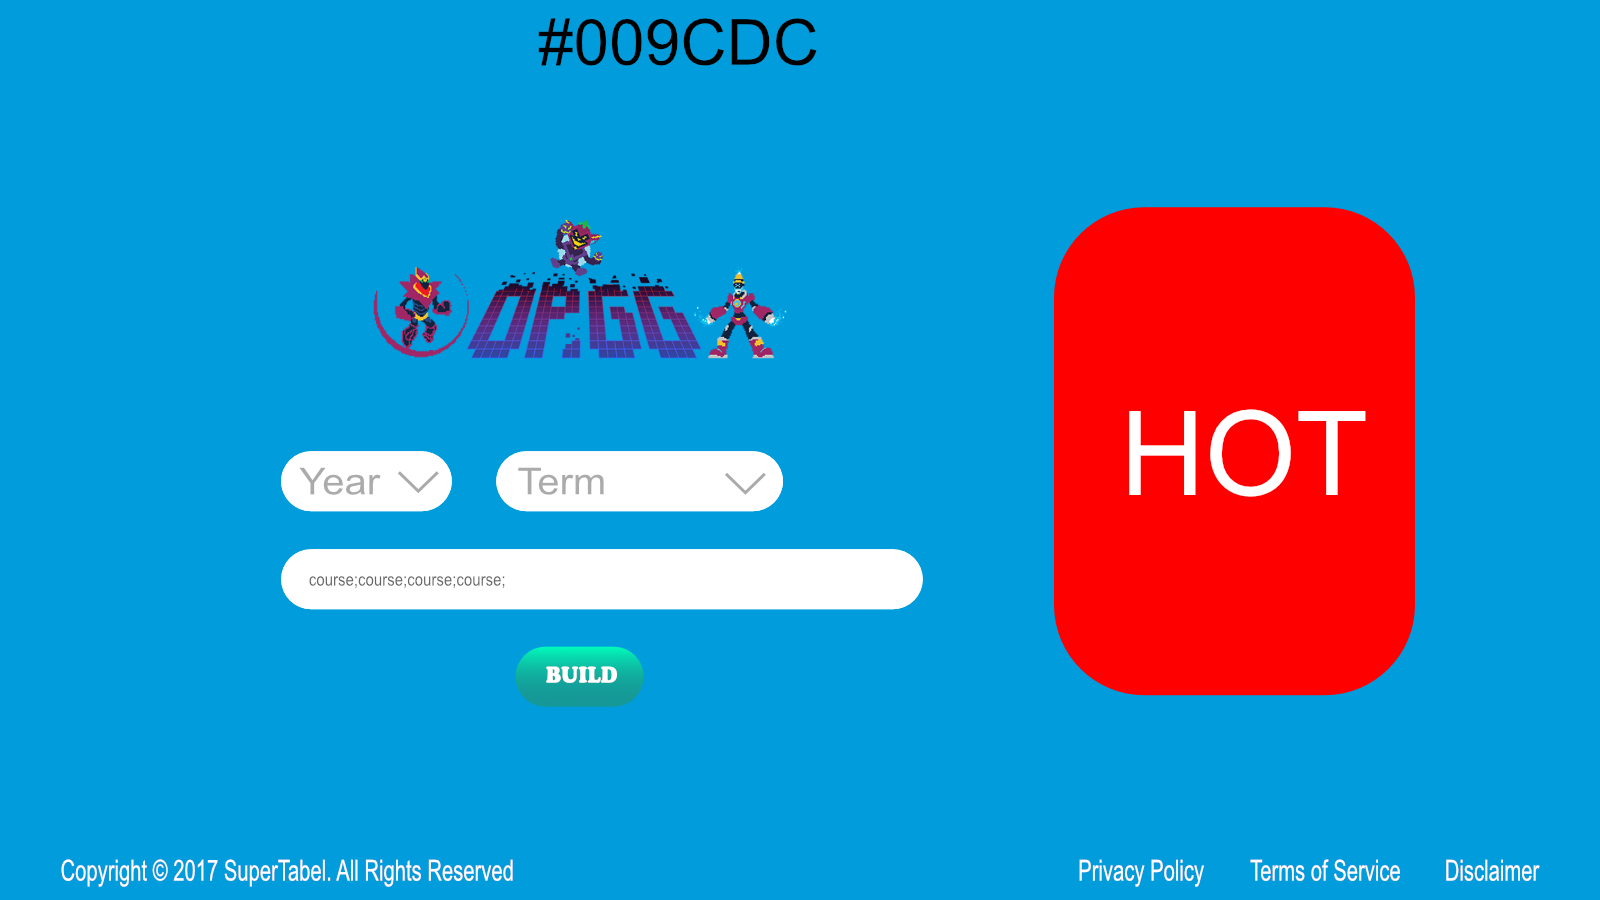 #009CDC
OP.GG
Year
Term
course;course;course;course;
BUILD
HOT
Copyright © 2017 SuperTabel. All Rights Reserved
Privacy Policy
Terms of Service
Disclaimer